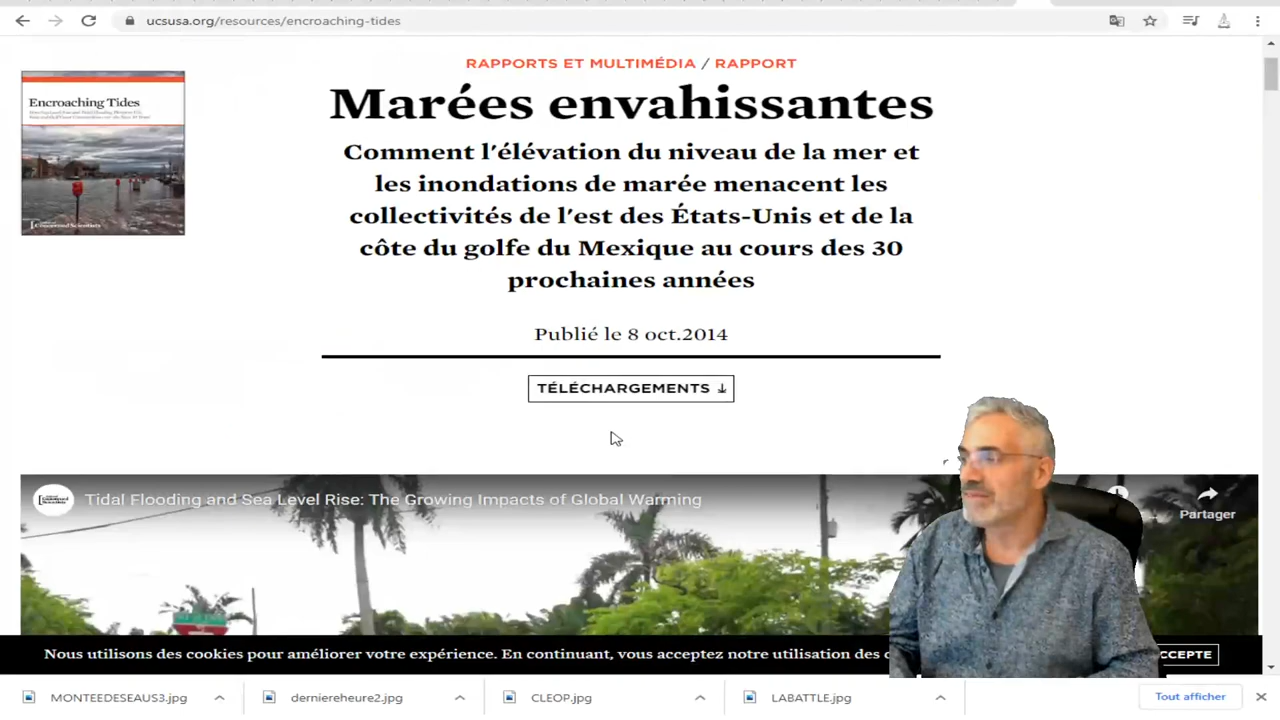 ucsusa.org/resources/encroaching-tides
RAPPORTS ET MULTIMÉDIA / RAPPORT
Marées envahissantes
Encroaching Tides
Comment l'élévation du niveau de la mer et
les inondations de marée menacent les
collectivités de l'est des États-Unis et de la
côte du golfe du Mexique au cours des 30
prochaines années
Publié le 8 oct.2014
TÉLÉCHARGEMENTS ↓
Tidal Flooding and Sea Level Rise: The Growing Impacts of Global Warming
Partager
Nous utilisons des cookies pour améliorer votre expérience. En continuant, vous acceptez notre utilisation des
MONTEEDESEAUS3.jpg
derniereheure2.jpg
CLEOP.jpg
LABATTLE.jpg
Tout afficher